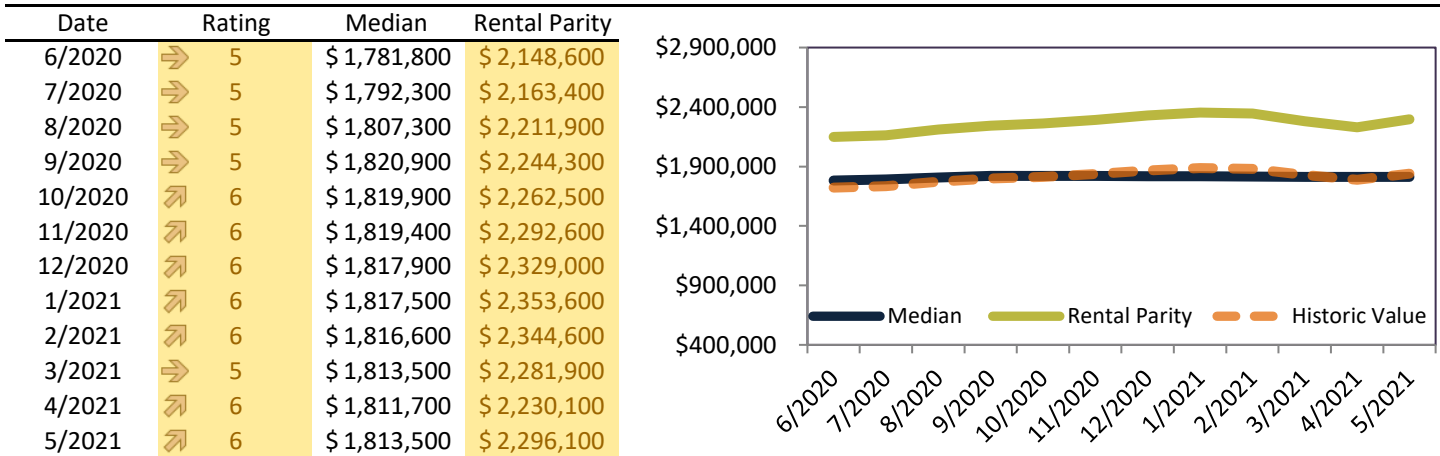 Date Rating Median Rental Parity
6/2020 5 $ 1,781,800 $ 2,148,600
7/2020 5 $ 1,792,300 $ 2,163,400
8/2020 5 $ 1,807,300 $ 2,211,900
9/2020 5 $ 1,820,900 $ 2,244,300
10/2020 6 $ 1,819,900 $ 2,262,500
11/2020 6 $ 1,819,400 $ 2,292,600
12/2020 6 $ 1,817,900 $ 2,329,000
1/2021 6 $ 1,817,500 $ 2,353,600
2/2021 6 $ 1,816,600 $ 2,344,600
3/2021 5 $ 1,813,500 $ 2,281,900
4/2021 6 $ 1,811,700 $ 2,230,100
5/2021 6 $ 1,813,500 $ 2,296,100
$2,900,000
$2,400,000
$1,900,000
$1,400,000
$900,000
$400,000
Median Rental Parity Historic Value
6/2020 7/2020 8/2020 9/2020 10/2020 11/2020 12/2020 1/2021 2/2021 3/2021 4/2021 5/2021